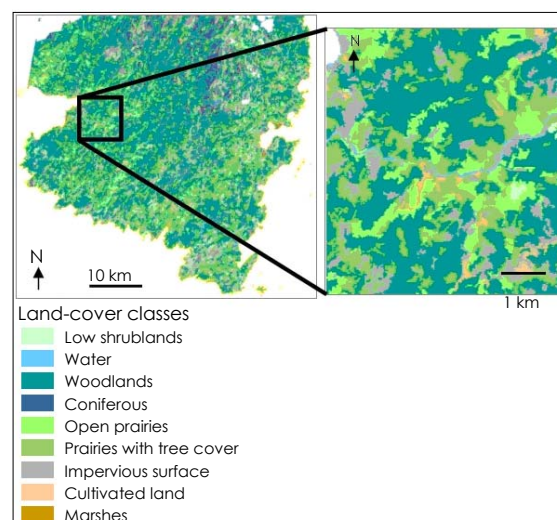 N
N
10 km
1 km
Land-cover classes
Low shrublands
Water
Woodlands
Coniferous
Open prairies
Prairies with tree cover
Impervious surface
Cultivated land
Marshes